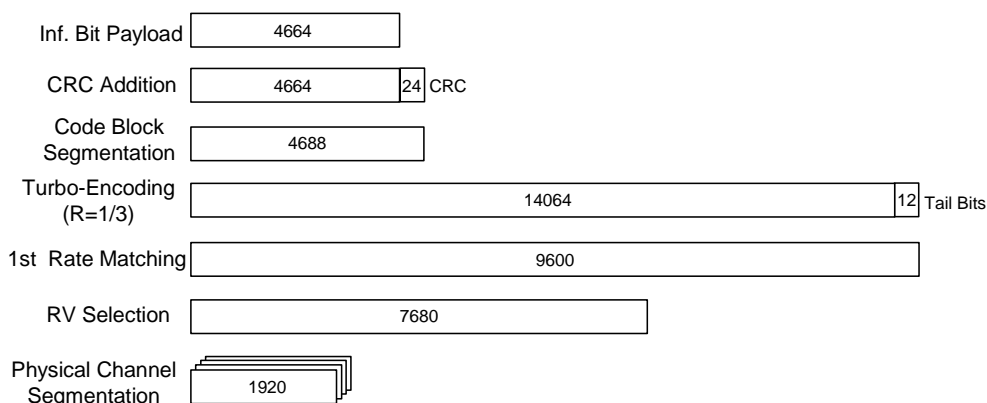 Inf. Bit Payload 4664
CRC Addition 4664 24 CRC
Code Block
Segmentation 4688
Turbo-Encoding
(R=1/3) 14064 12 Tail Bits
1st Rate Matching 9600
RV Selection 7680
Physical Channel
Segmentation 1920